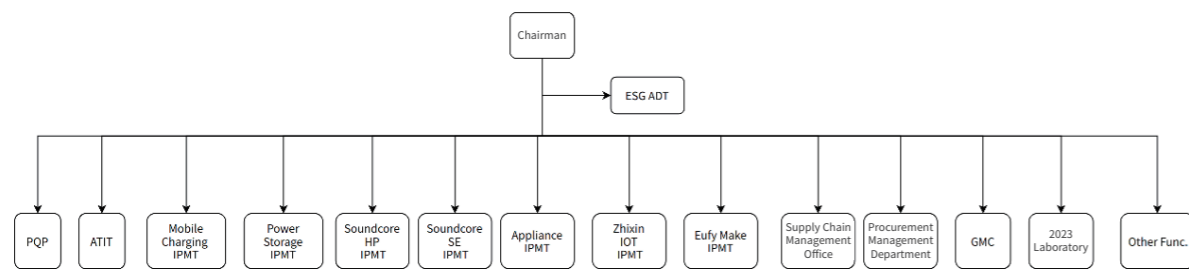 Chairman
ESG ADT
PQP
ATIT
Mobile
Charging
IPMT
Power
Storage
IPMT
Soundcore
HP
IPMT
Soundcore
SE
IPMT
Appliance
IPMT
Zhixin
IOT
IPMT
Eufy Make
IPMT
Supply Chain
Management
Office
Procurement
Management
Department
GMC
2023
Laboratory
Other Func.